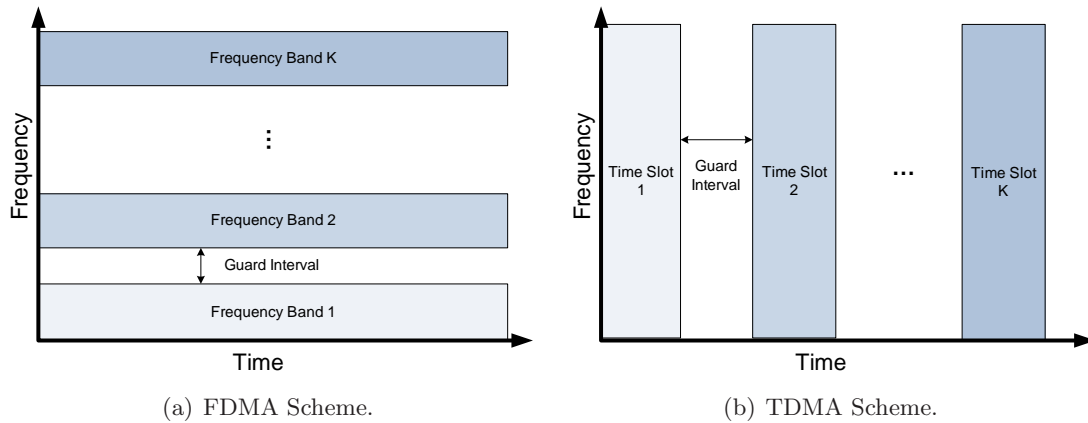 Frequency
Frequency Band K
...
Frequency Band 2
Guard Interval
Frequency Band 1
Time
(a) FDMA Scheme.
Frequency
Time Slot
1
Guard
Interval
Time Slot
2
...
Time Slot
K
Time
(b) TDMA Scheme.